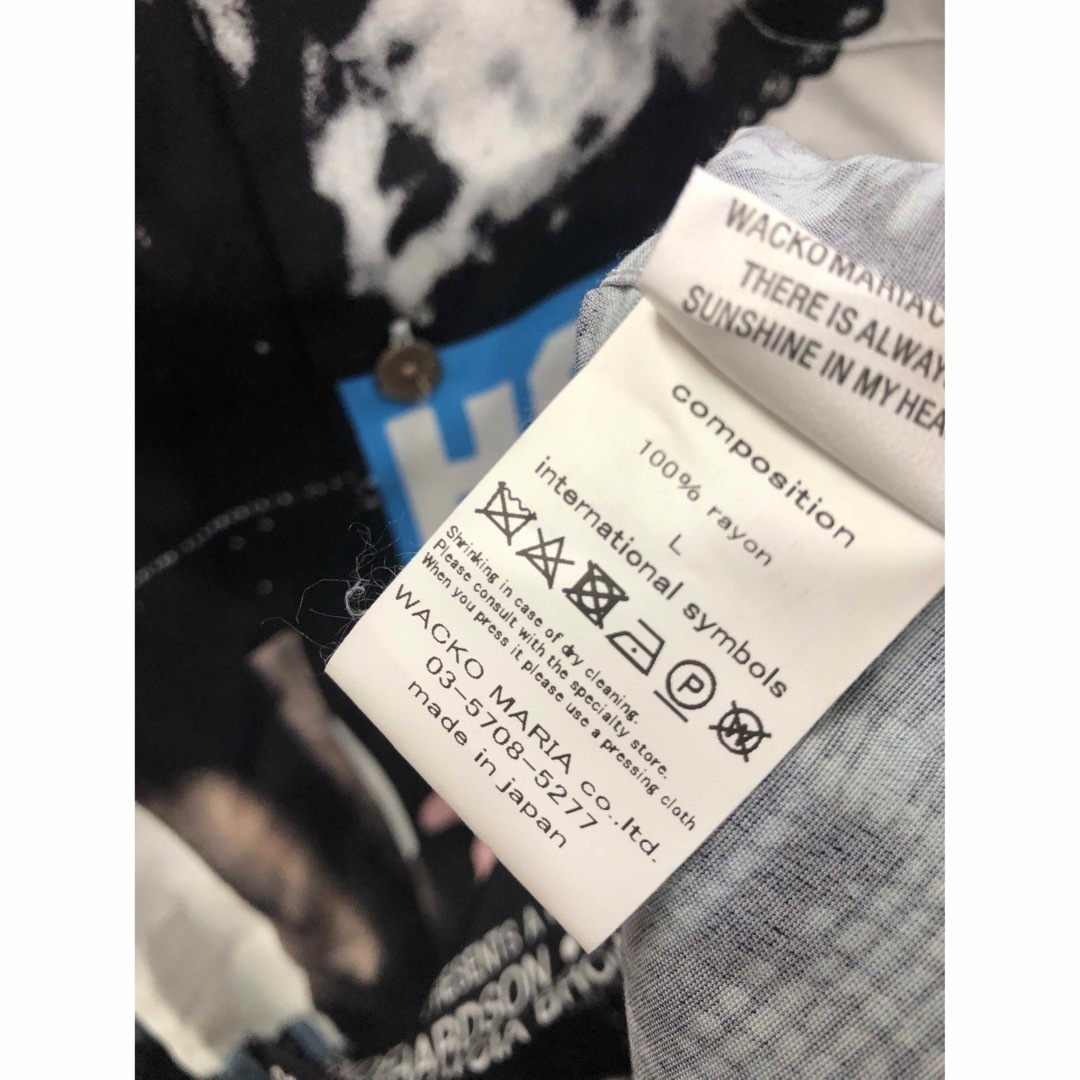 WACKO MARIA
THERE IS ALWAY
SUNSHINE IN MY HEA
composition
100% rayon
L
international symbols
P
W
Shrinking in case of dry cleaning.
Please consult with the specialty store.
When you press it please use a pressing cloth
WACKO MARIA co.,ltd.
03-5708-5277
made in japan
H
RESENTS A
HARDSON